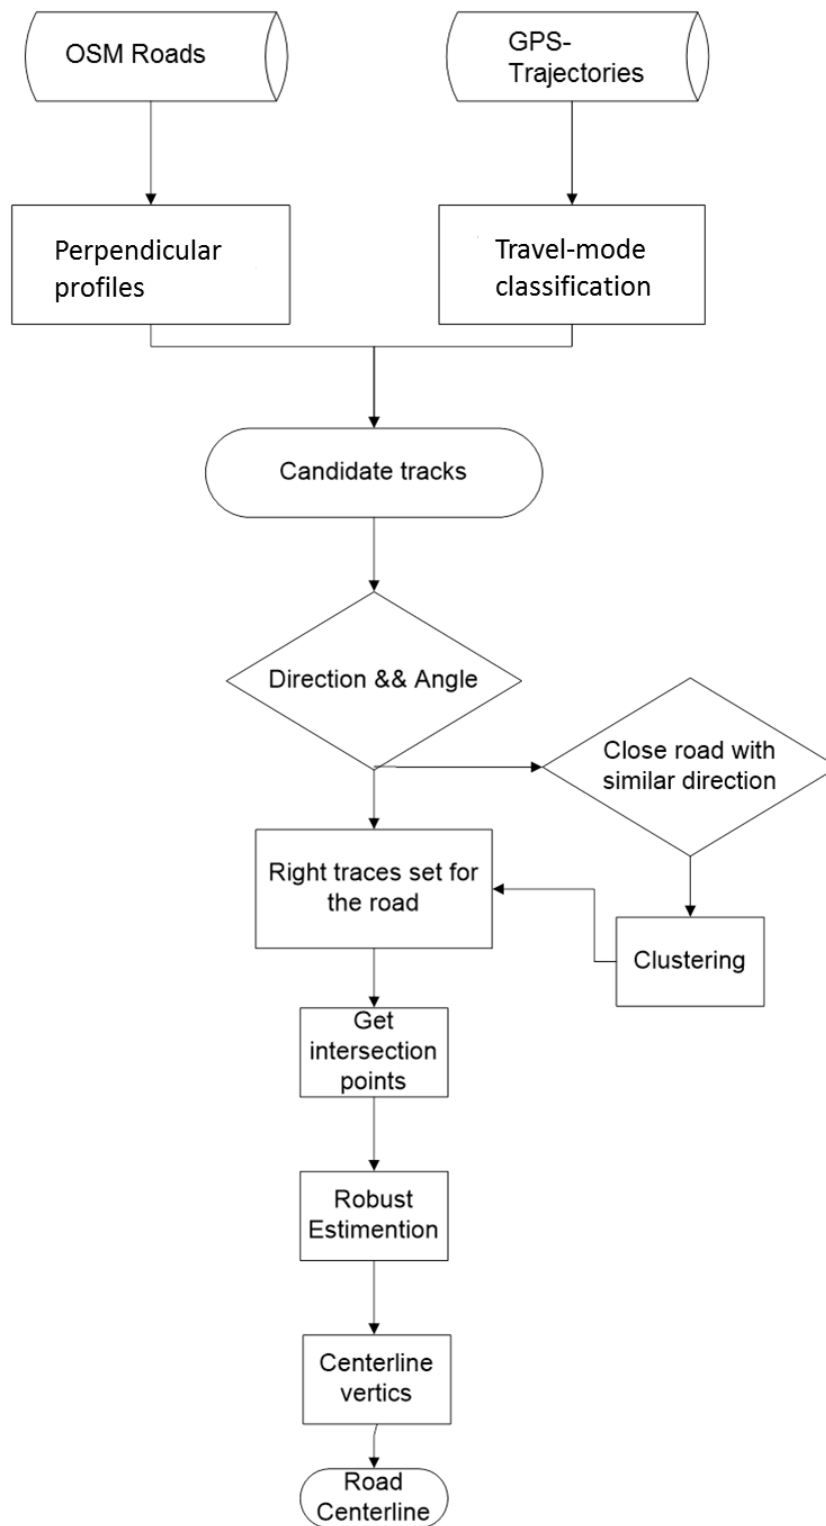 OSM Roads
GPS-
Trajectories
Perpendicular
profiles
Travel-mode
classification
Candidate tracks
Direction && Angle
Close road with
similar direction
Right traces set for
the road
Clustering
Get
intersection
points
Robust
Estimention
Centerline
vertics
Road
Centerline